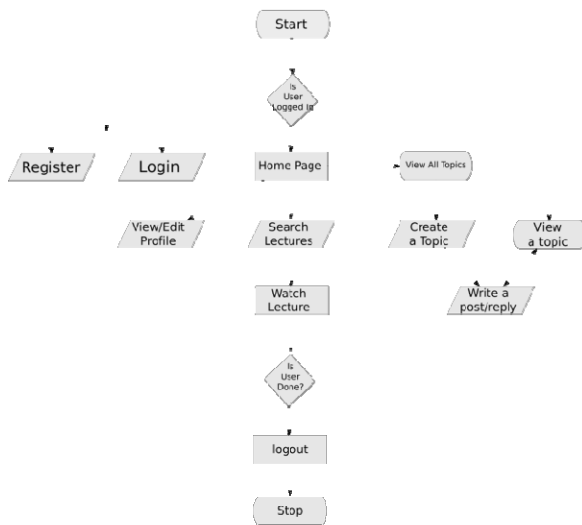 Start
Is
User
Logged In
Register
Login
Home Page
View All Topics
View/Edit
Profile
Search
Lectures
Create
a Topic
View
a topic
Watch
Lecture
Write a
post/reply
Is
User
Done?
logout
Stop